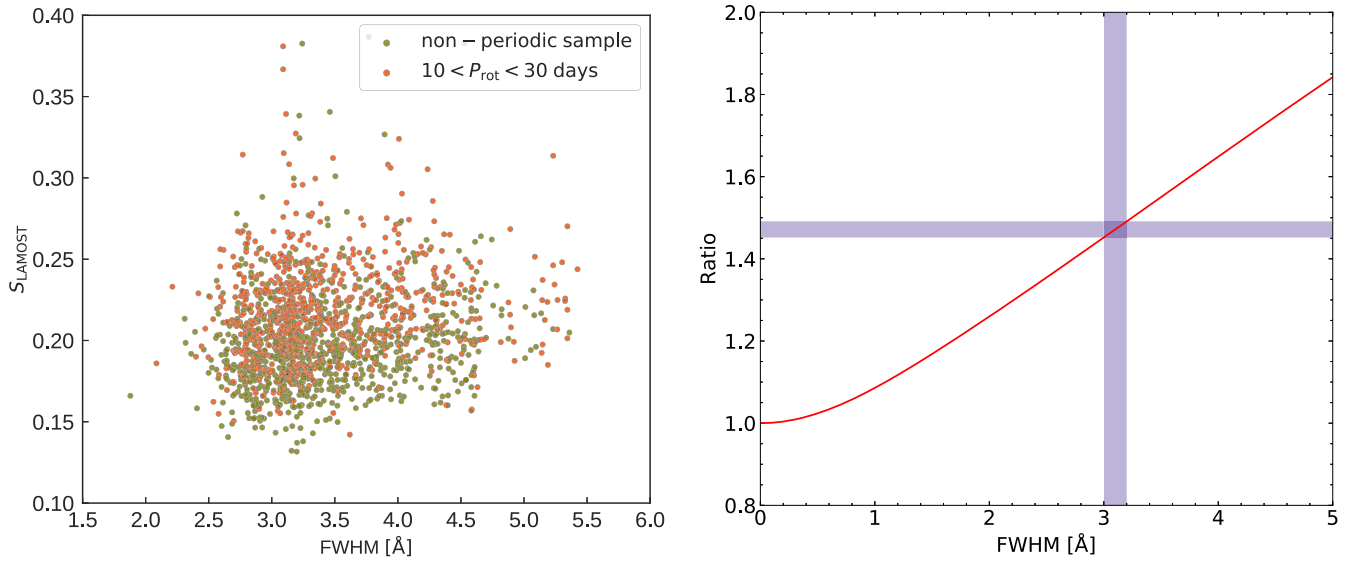 0.40
0.35
0.30
0.25
0.20
0.15
0.10
S_LAMOST
non − periodic sample
10 < P_rot < 30 days
1.5 2.0 2.5 3.0 3.5 4.0 4.5 5.0 5.5 6.0
FWHM [Å]
2.0
1.8
1.6
1.4
1.2
1.0
0.8
Ratio
0 1 2 3 4 5
FWHM [Å]